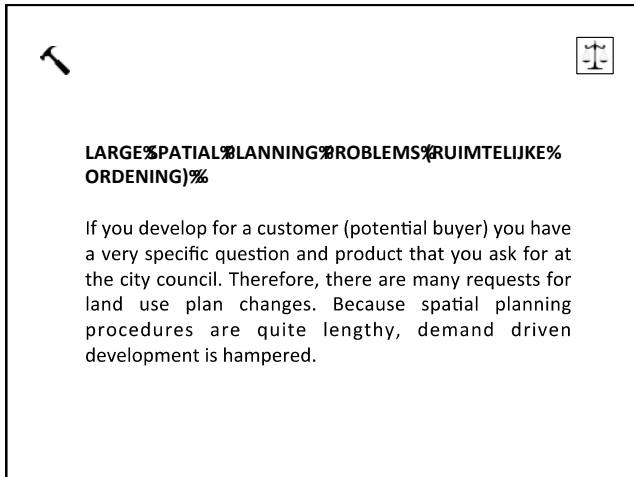 LARGE%SPATIAL%PLANNING%PROBLEMS%(RUIMTELIJKE%
ORDENING)%%
If you develop for a customer (potential buyer) you have
a very specific question and product that you ask for at
the city council. Therefore, there are many requests for
land use plan changes. Because spatial planning
procedures are quite lengthy, demand driven
development is hampered.